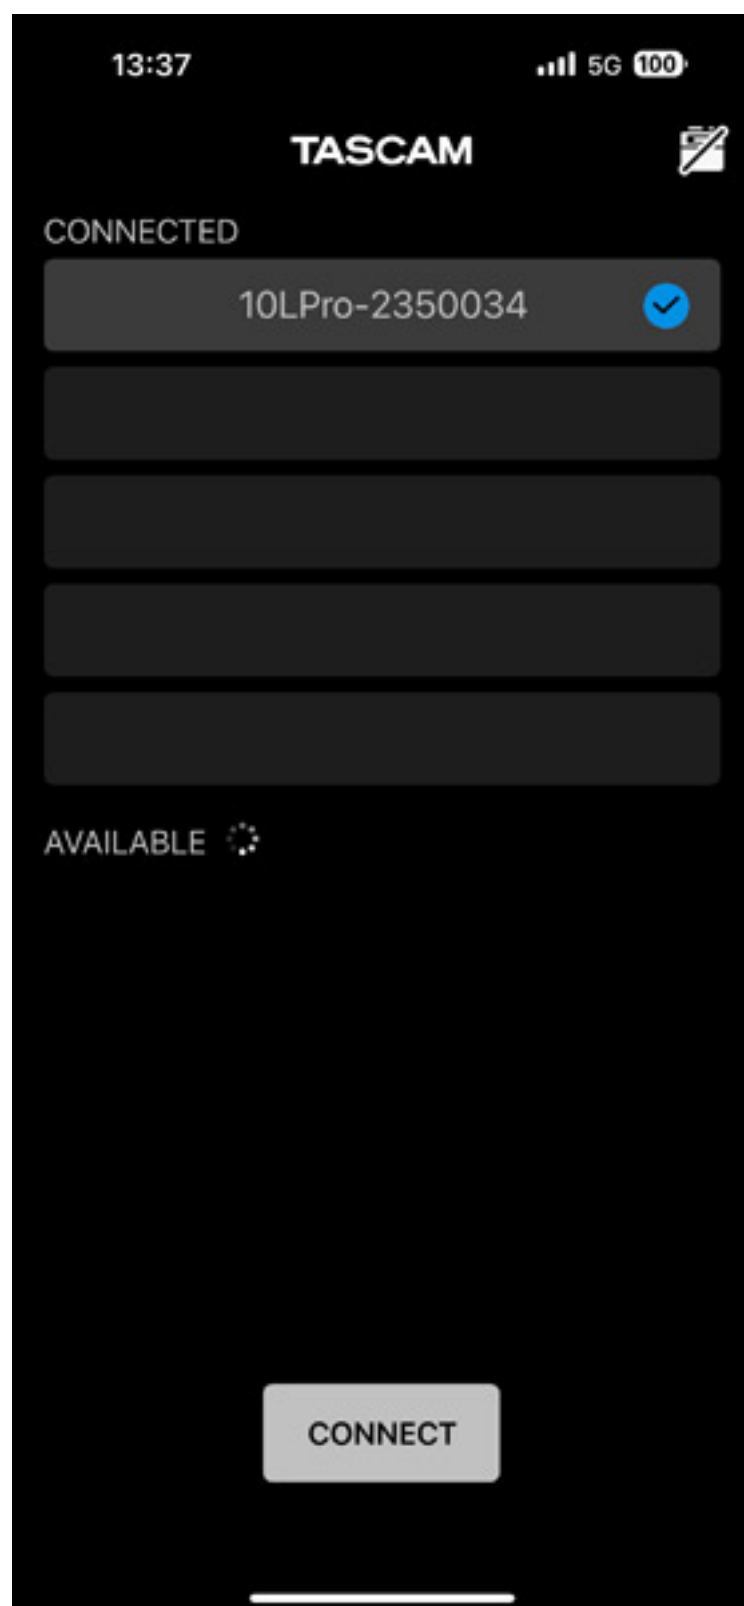 13:37 5G 100
TASCAM
CONNECTED
10LPro-2350034
AVAILABLE
CONNECT